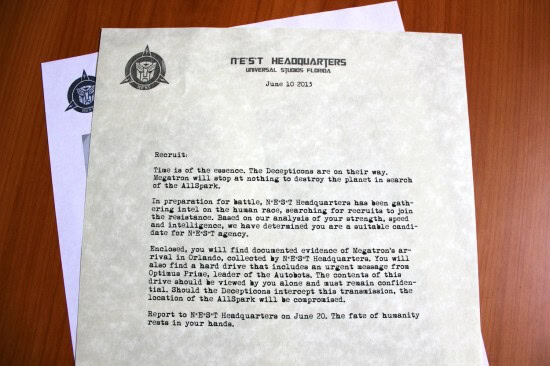 N•E•S•T HEADQUARTERS
UNIVERSAL STUDIOS FLORIDA
June 10 2013
Recruit:
Time is of the essence. The Decepticons are on their way.
Megatron will stop at nothing to destroy the planet in search
of the AllSpark.
In preparation for battle, N•E•S•T Headquarters has been gath-
ering intel on the human race, searching for recruits to join
the resistance. Based on our analysis of your strength, speed
and intelligence, we have determined you are a suitable candi-
date for N•E•S•T agency.
Enclosed, you will find documented evidence of Megatron's ar-
rival in Orlando, collected by N•E•S•T Headquarters. You will
also find a hard drive that includes an urgent message from
Optimus Prime, leader of the Autobots. The contents of this
drive should be viewed by you alone and must remain confiden-
tial. Should the Decepticons intercept this transmission, the
location of the AllSpark will be compromised.
Report to N•E•S•T Headquarters on June 20. The fate of humanity
rests in your hands.